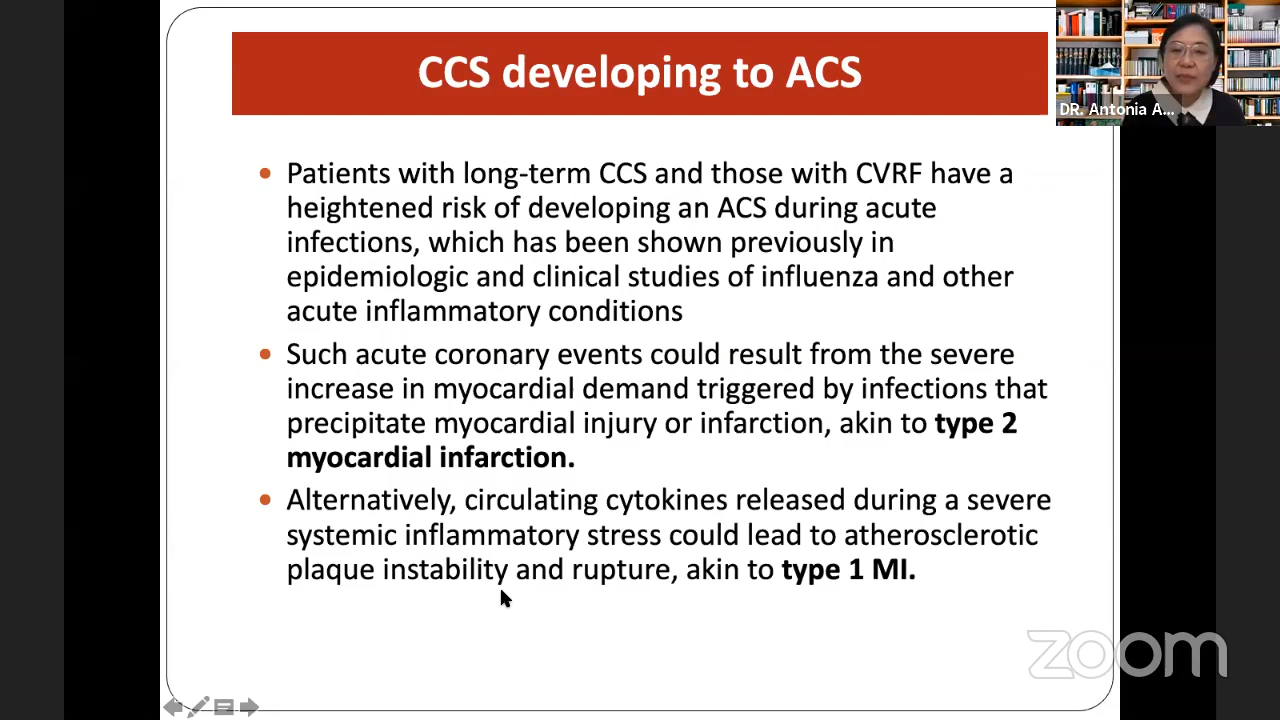 CCS developing to ACS
DR. Antonia A...
Patients with long-term CCS and those with CVRF have a
heightened risk of developing an ACS during acute
infections, which has been shown previously in
epidemiologic and clinical studies of influenza and other
acute inflammatory conditions
Such acute coronary events could result from the severe
increase in myocardial demand triggered by infections that
precipitate myocardial injury or infarction, akin to type 2
myocardial infarction.
Alternatively, circulating cytokines released during a severe
systemic inflammatory stress could lead to atherosclerotic
plaque instability and rupture, akin to type 1 MI.
zoom